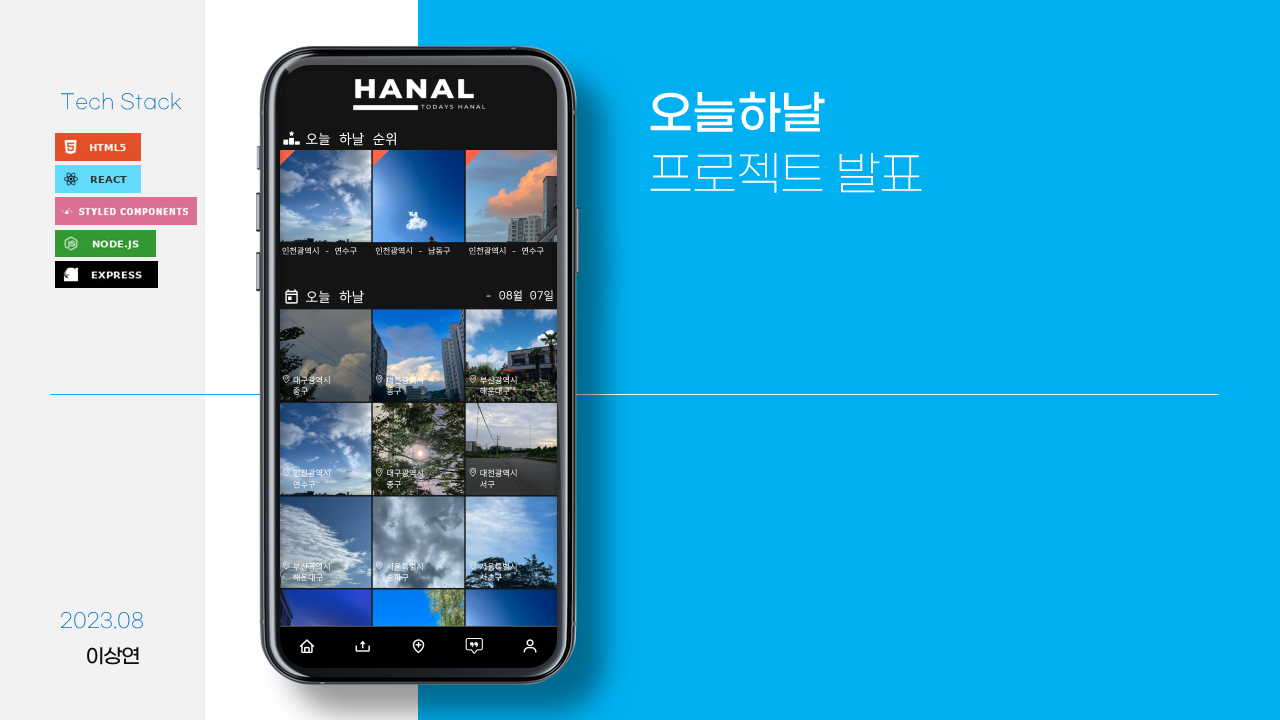 Tech Stack
HTML5
REACT
STYLED COMPONENTS
NODE.JS
EXPRESS
2023.08
이상연
HANAL
TODAYS HANAL
오늘 하날 순위
인천광역시 - 연수구
인천광역시 - 남동구
인천광역시 - 연수구
오늘 하날
- 08월 07일
대구광역시
중구
인천광역시
중구
부산광역시
해운대구
인천광역시
연수구
대구광역시
중구
대전광역시
서구
부산광역시
해운대구
서울특별시
송파구
서울특별시
서초구
오늘하날
프로젝트 발표